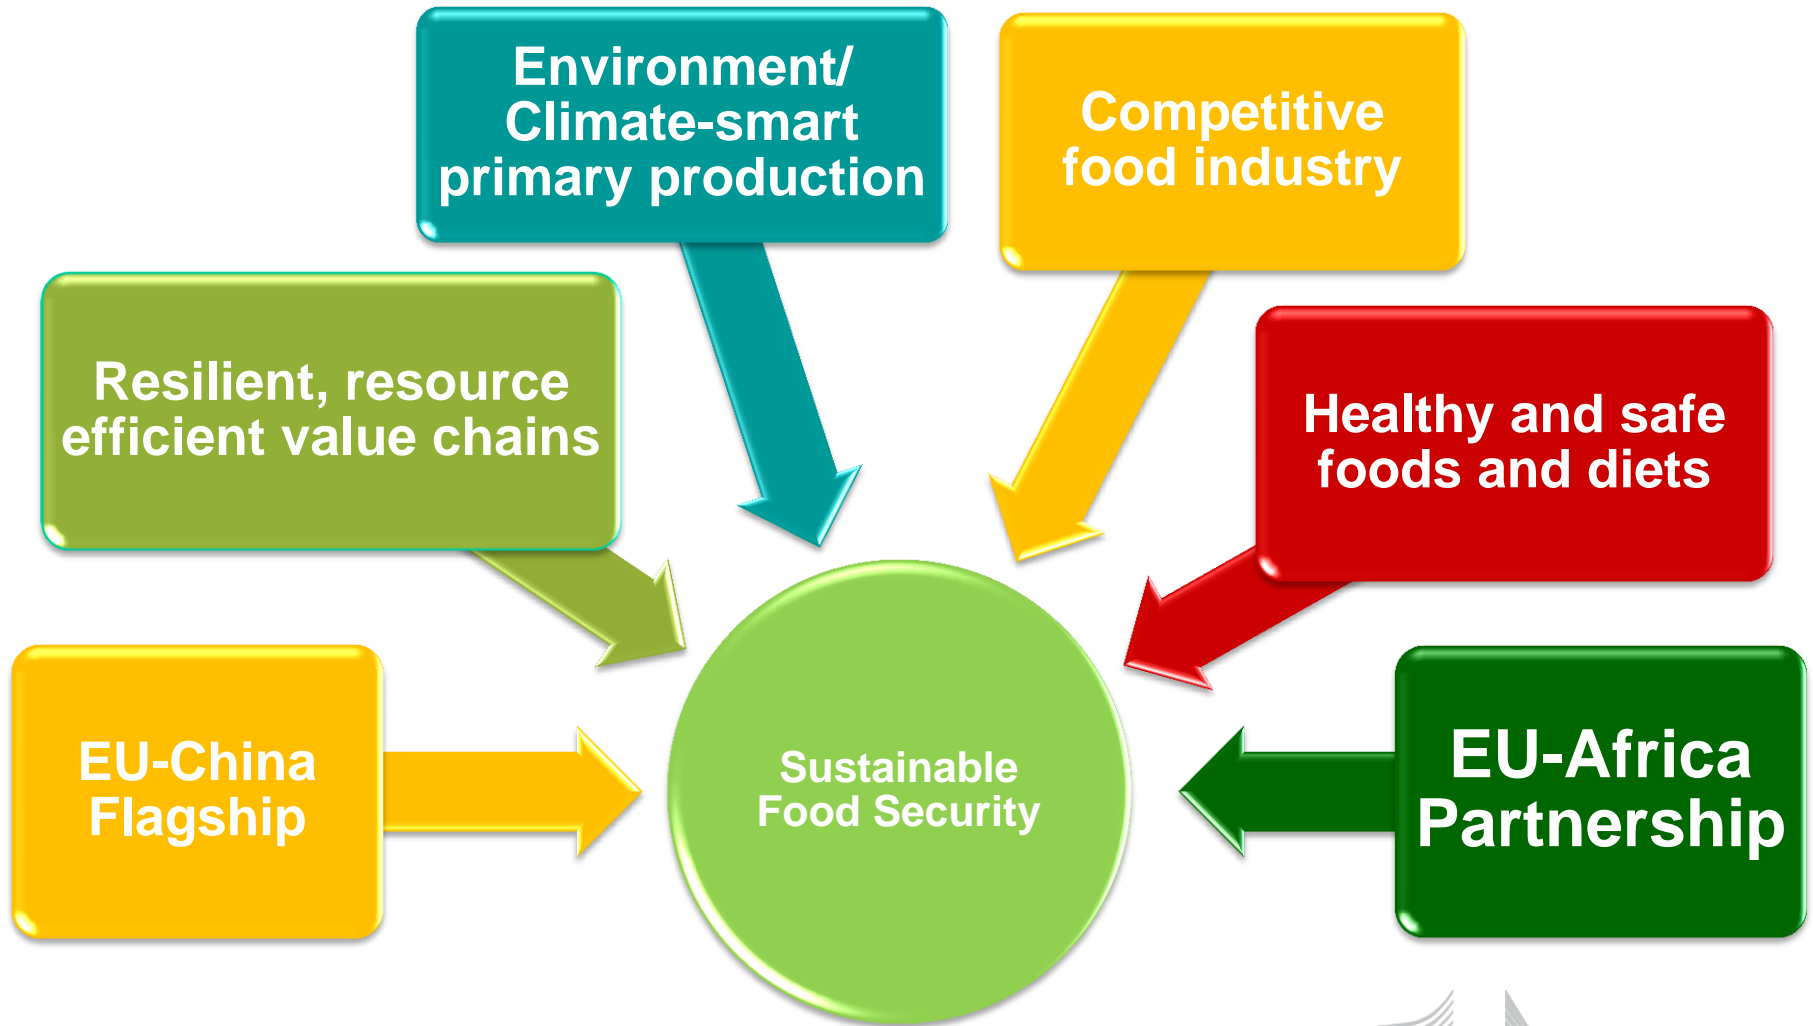 Environment/
Climate-smart
primary production
Competitive
food industry
Resilient, resource
efficient value chains
Healthy and safe
foods and diets
EU-China
Flagship
Sustainable
Food Security
EU-Africa
Partnership